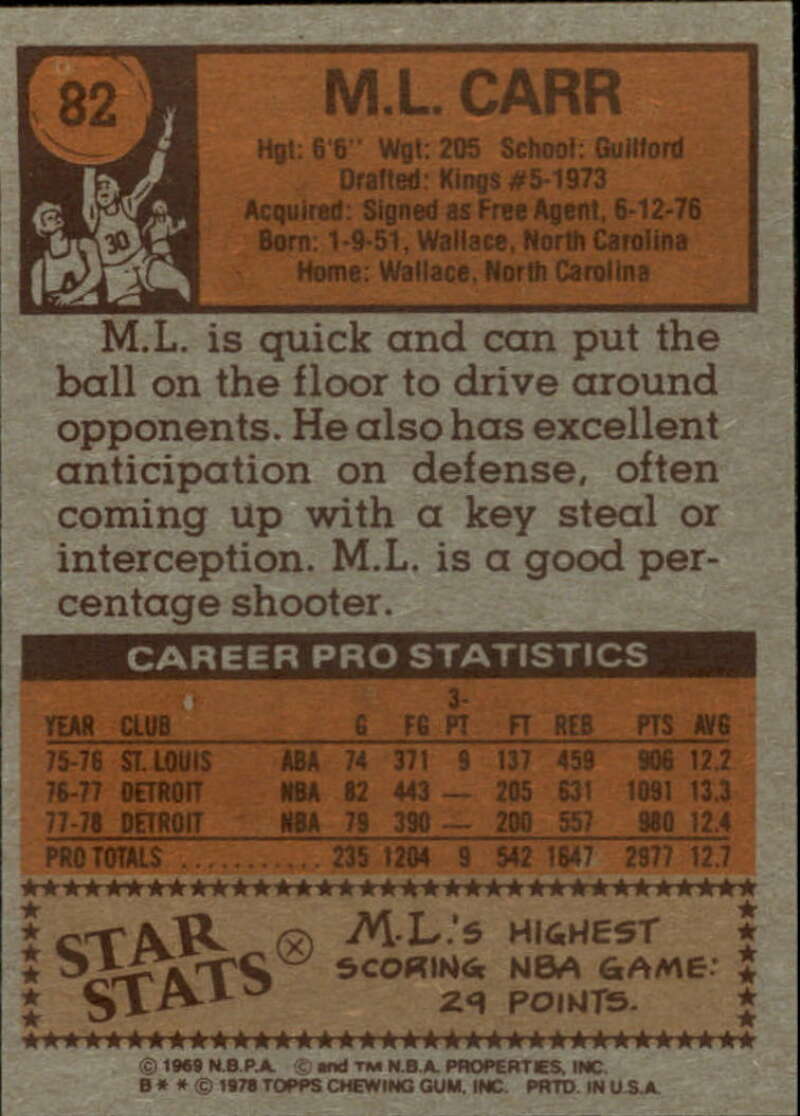 82
M.L. CARR
Hgt: 6'6" Wgt: 205 School: Guilford
Drafted: Kings #5-1973
Acquired: Signed as Free Agent, 6-12-76
Born: 1-9-51, Wallace, North Carolina
Home: Wallace, North Carolina
30
M.L. is quick and can put the
ball on the floor to drive around
opponents. He also has excellent
anticipation on defense, often
coming up with a key steal or
interception. M.L. is a good per-
centage shooter.
CAREER PRO STATISTICS
YEAR CLUB G FG 3-PT FT REB PTS AVG
75-76 ST. LOUIS ABA 74 371 9 137 459 906 12.2
76-77 DETROIT NBA 82 443 — 205 631 1091 13.3
77-78 DETROIT NBA 79 390 — 200 557 980 12.4
PRO TOTALS ........... 235 1204 9 542 1647 2977 12.7
STAR STATS
M.L.'s HIGHEST
SCORING NBA GAME:
29 POINTS.
© 1969 N.B.P.A. © and TM N.B.A. PROPERTIES, INC.
B * * © 1978 TOPPS CHEWING GUM, INC. PRTD. IN U.S.A.